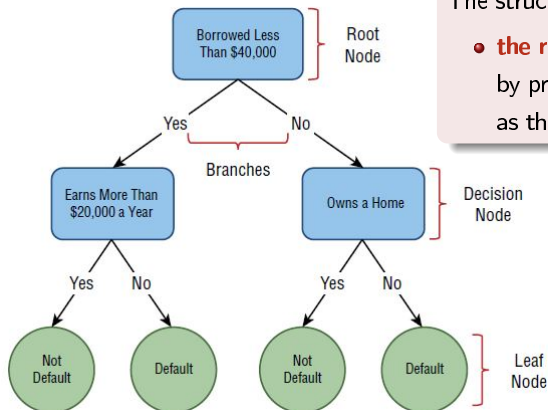 The struc
• the r
by pr
as th
Borrowed Less
Than $40,000
Root
Node
Yes
No
Branches
Earns More Than
$20,000 a Year
Owns a Home
Decision
Node
Yes
No
Yes
No
Not
Default
Default
Not
Default
Default
Leaf
Node